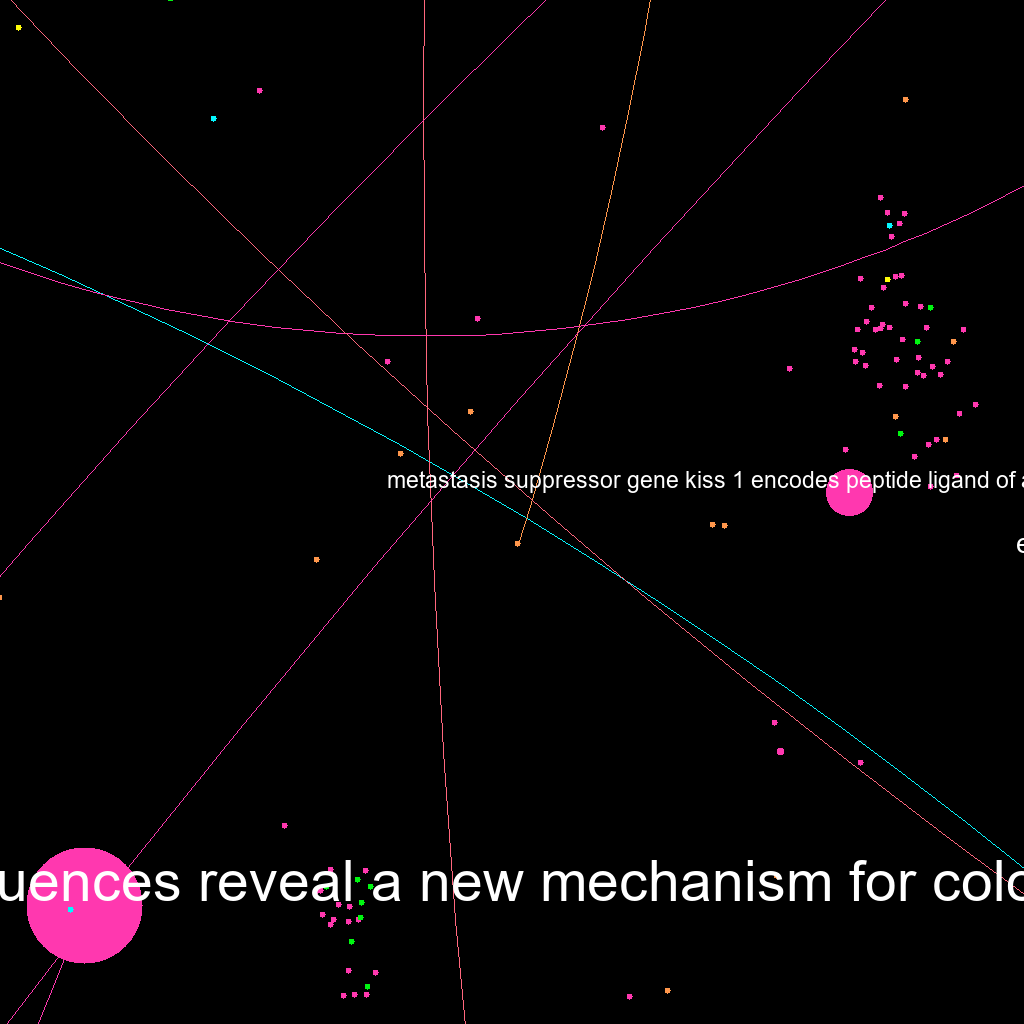 metastasis suppressor gene kiss 1 encodes peptide ligand of a
e
uences reveal a new mechanism for colo